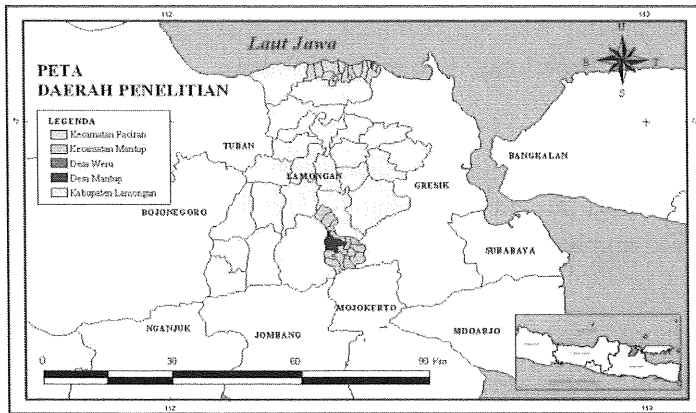 112
113
Laut Jawa
U
B
T
S
PETA
DAERAH PENELITIAN
LEGENDA
Kecamatan Paciran
Kecamatan Mantup
Desa Weru
Desa Mantup
Kabupaten Lamongan
TUBAN
LAMONGAN
GRESIK
BANGKALAN
BOJONEGORO
SURABAYA
MOJOKERTO
NGANJUK
JOMBANG
MDOARJO
0
30
60
90 Km
112
113